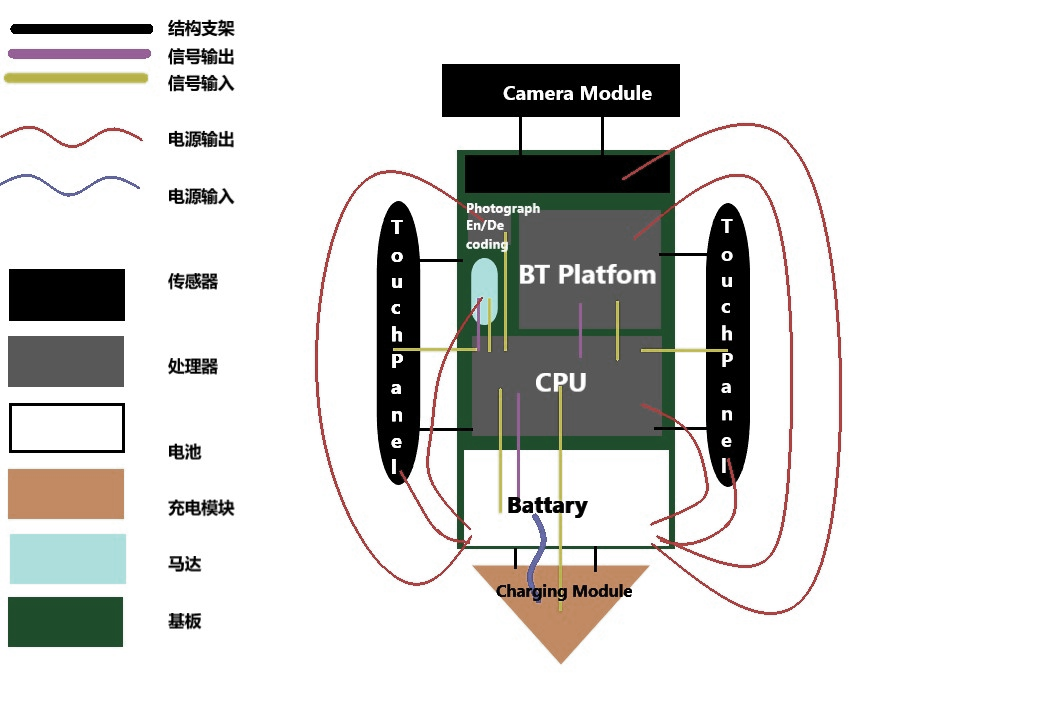 结构支架
信号输出
信号输入
电源输出
电源输入
传感器
处理器
电池
充电模块
马达
基板
Camera Module
Photograph
En/De
coding
BT Platfom
CPU
Battary
Charging Module
TouchPanel
TouchPanel